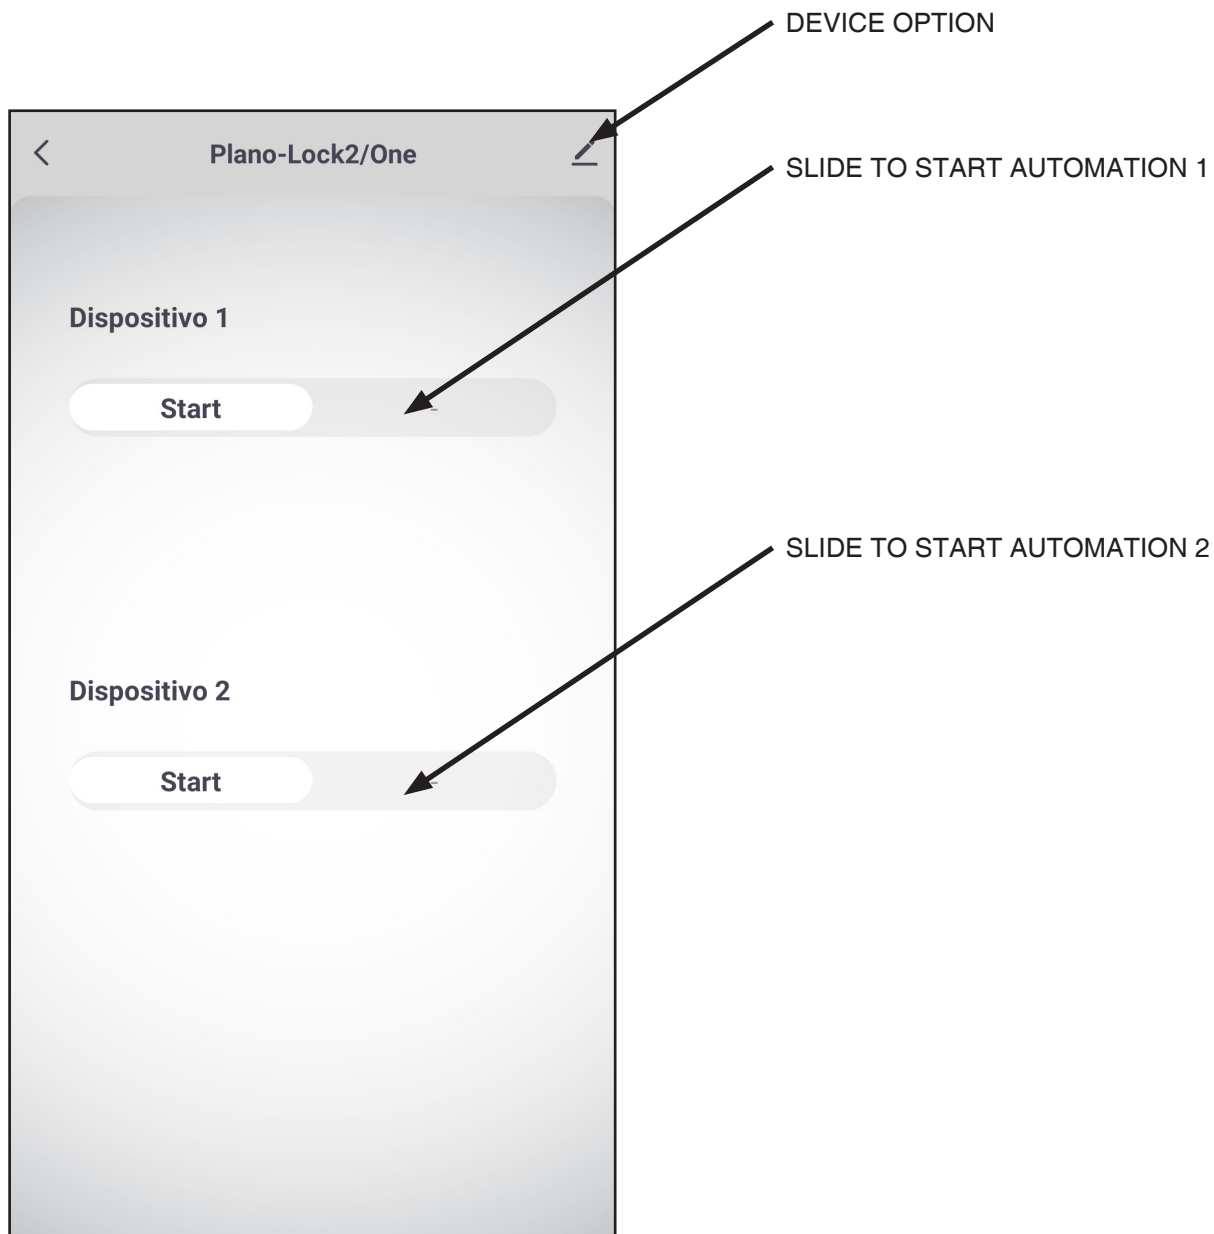 DEVICE OPTION
Plano-Lock2/One
SLIDE TO START AUTOMATION 1
Dispositivo 1
Start -
SLIDE TO START AUTOMATION 2
Dispositivo 2
Start -